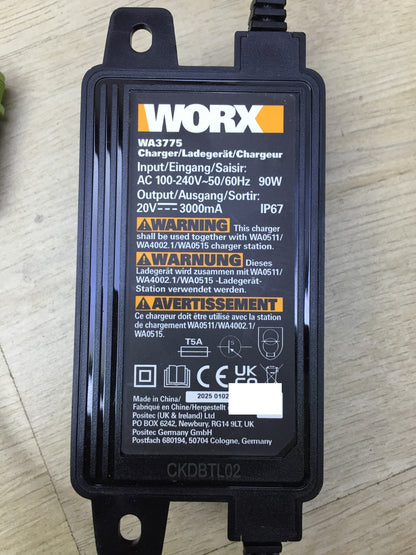 WORX
WA3775
Charger/Ladegerät/Chargeur
Input/Eingang/Saisir:
AC 100-240V~50/60Hz 90W
Output/Ausgang/Sortir:
20V 3000mA IP67
WARNING This charger
shall be used together with WA0511/
WA4002.1/WA0515 charger station.
WARNUNG Dieses
Ladegerät wird zusammen mit WA0511/
WA4002.1/WA0515 -Ladegerät-
Station verwendet werden.
AVERTISSEMENT
Ce chargeur doit être utilisé avec la station
de chargement WA0511/WA4002.1/
WA0515.
T5A
S
UK
CA
CE
Made in China/ 2025 0102
Fabriqué en Chine/Hergestellt
Positec (UK & Ireland) Ltd
PO BOX 6242, Newbury, RG14 9LT, UK
Positec Germany GmbH
Postfach 680194, 50704 Cologne, Germany
CKDBTL02